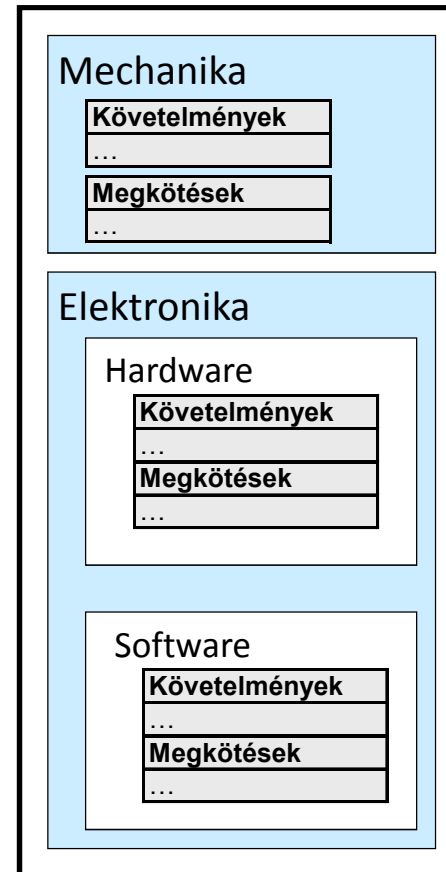 Mechanika
Követelmények
...
Megkötések
...
Elektronika
Hardware
Követelmények
...
Megkötések
...
Software
Követelmények
...
Megkötések
...